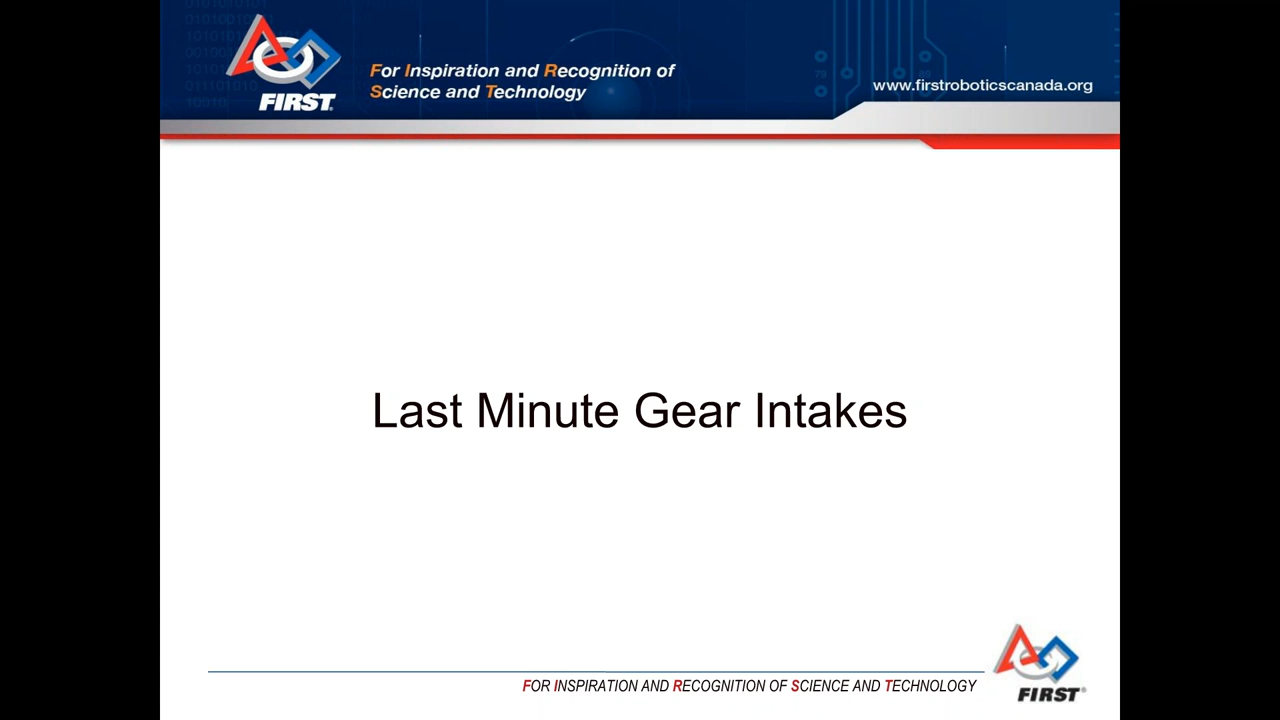 FIRST
For Inspiration and Recognition of
Science and Technology
www.firstroboticscanada.org
Last Minute Gear Intakes
FOR INSPIRATION AND RECOGNITION OF SCIENCE AND TECHNOLOGY
FIRST